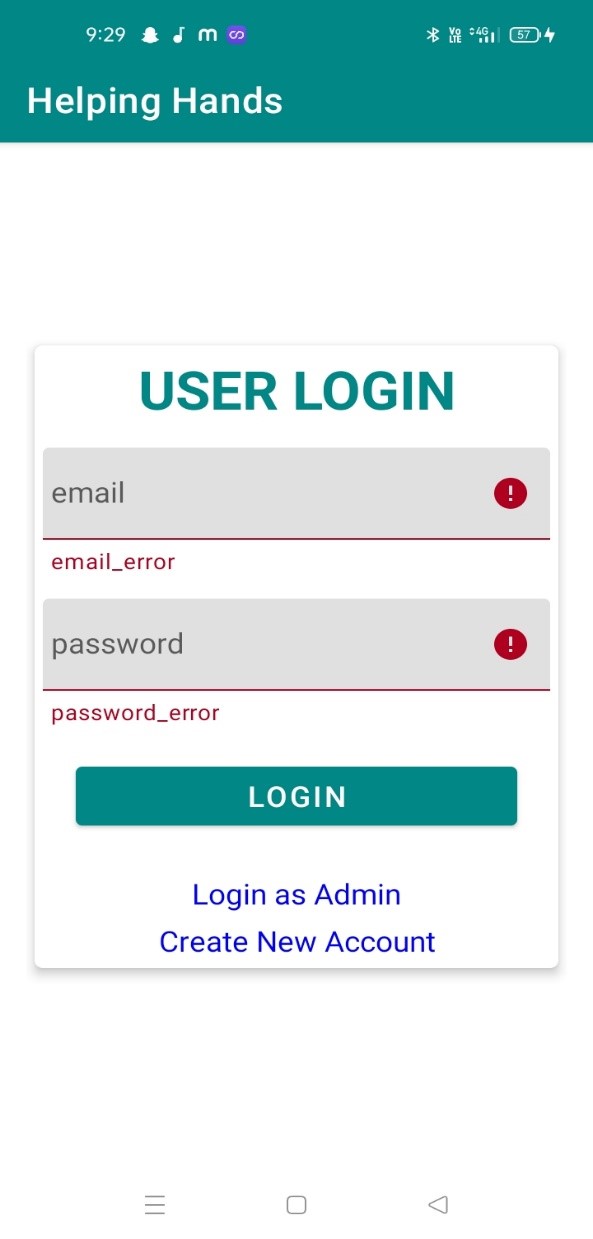 9:29
Vo LTE 4G 57
Helping Hands
USER LOGIN
email
email_error
password
password_error
LOGIN
Login as Admin
Create New Account